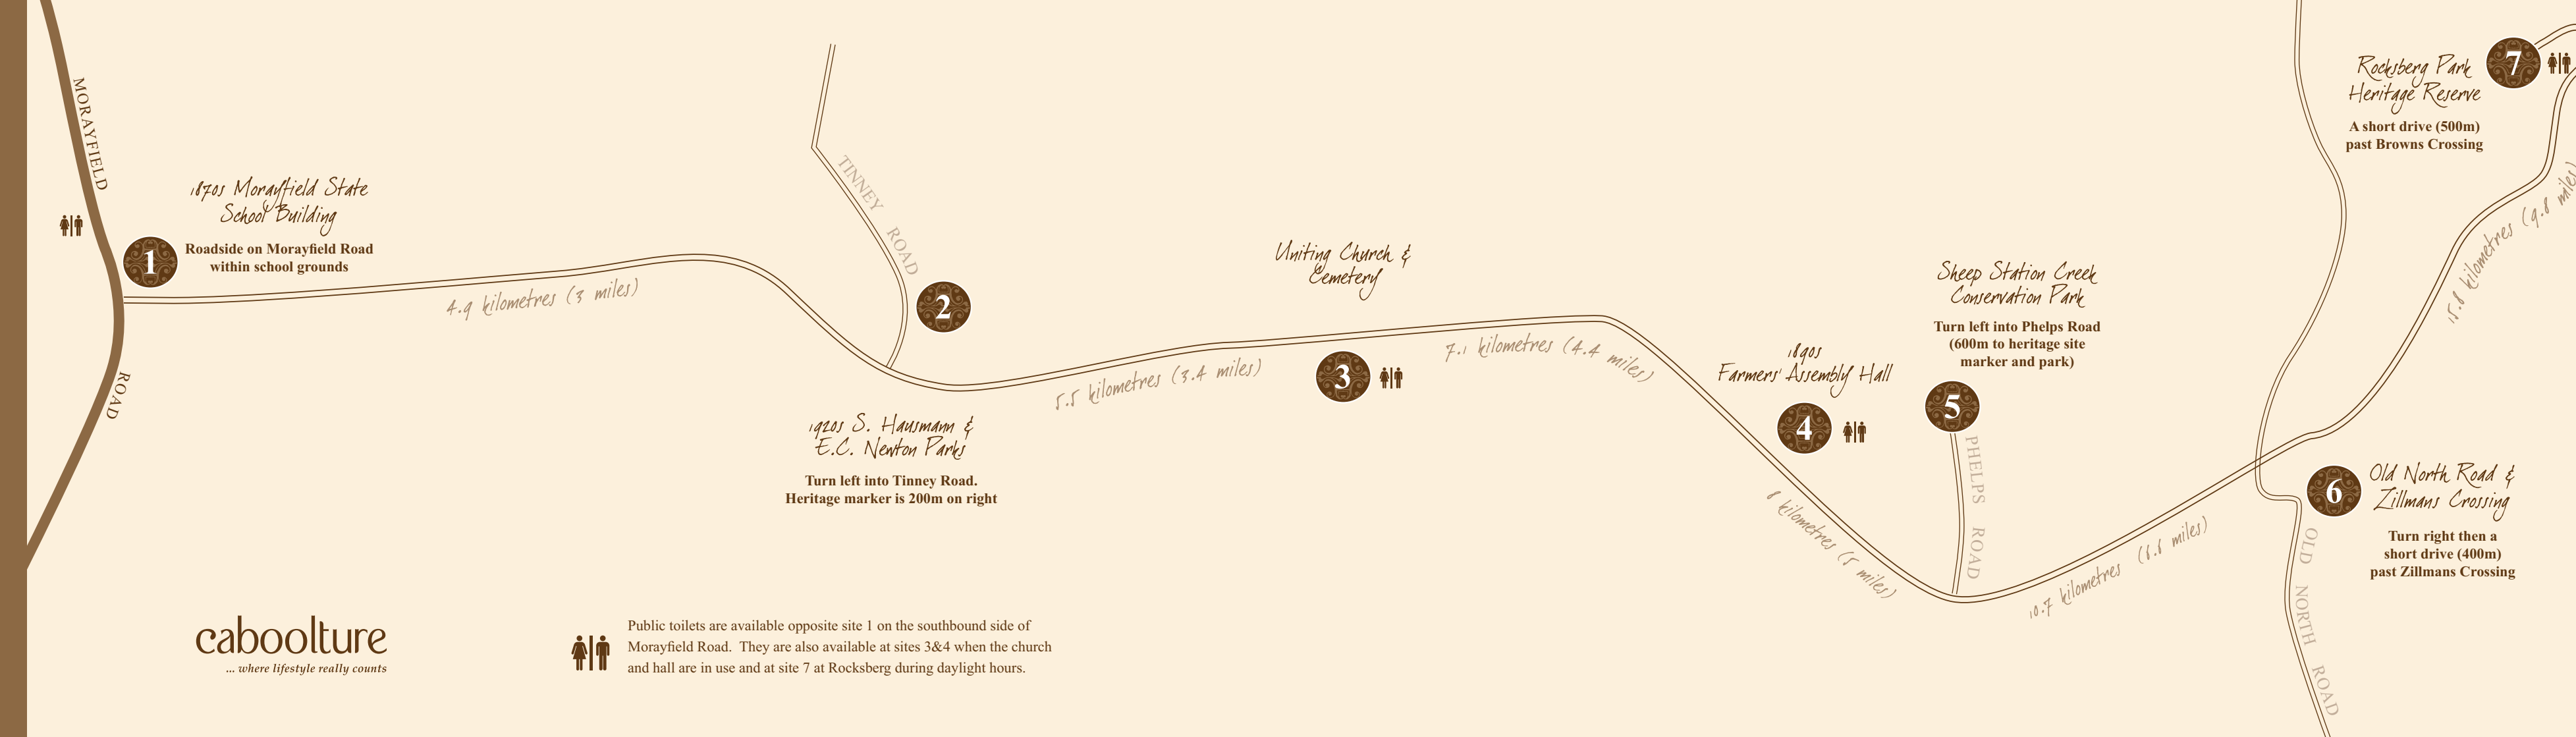 MORAYFIELD
ROAD
1870s Morayfield State
School Building
Roadside on Morayfield Road
within school grounds
1
4.9 kilometres (3 miles)
TINNEY ROAD
2
1920s S. Hausmann &
E.C. Newton Parks
Turn left into Tinney Road.
Heritage marker is 200m on right
5.5 kilometres (3.4 miles)
Uniting Church &
Cemetery
3
7.1 kilometres (4.4 miles)
1890s
Farmers' Assembly Hall
4
8 kilometres (5 miles)
Sheep Station Creek
Conservation Park
Turn left into Phelps Road
(600m to heritage site
marker and park)
5
PHELPS ROAD
10.7 kilometres (6.6 miles)
6
Old North Road &
Zillmans Crossing
Turn right then a
short drive (400m)
past Zillmans Crossing
OLD NORTH ROAD
15.8 kilometres (9.8 miles)
Rocksberg Park
Heritage Reserve
A short drive (500m)
past Browns Crossing
7
caboolture
... where lifestyle really counts
Public toilets are available opposite site 1 on the southbound side of
Morayfield Road. They are also available at sites 3&4 when the church
and hall are in use and at site 7 at Rocksberg during daylight hours.